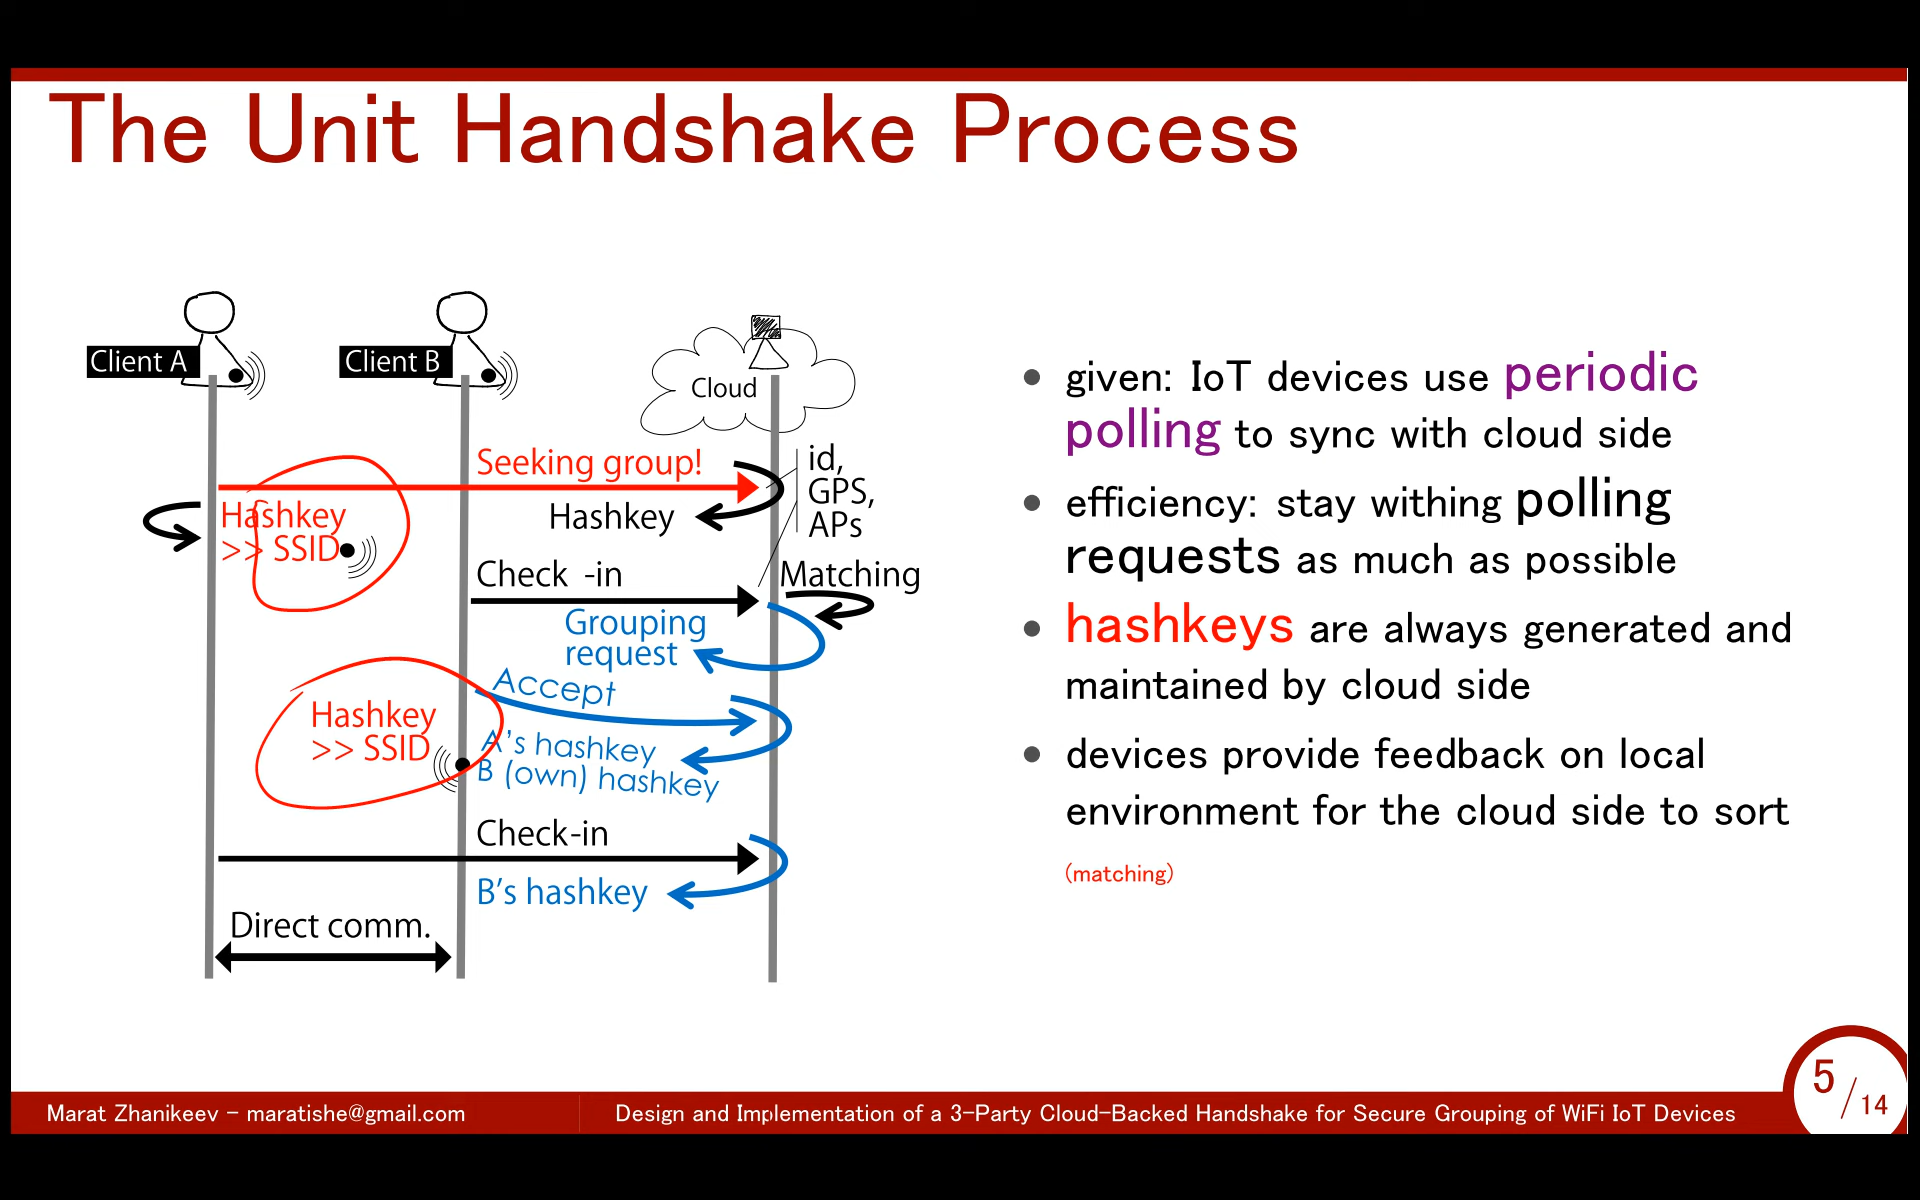 The Unit Handshake Process
Client A
Client B
Cloud
Seeking group!
id,
GPS,
APs
Hashkey
Hashkey
>> SSID
Check -in
Matching
Grouping
request
Accept
Hashkey
>> SSID
A's hashkey
B (own) hashkey
Check-in
B's hashkey
Direct comm.
given: IoT devices use periodic
polling to sync with cloud side
efficiency: stay withing polling
requests as much as possible
hashkeys are always generated and
maintained by cloud side
devices provide feedback on local
environment for the cloud side to sort
(matching)
Marat Zhanikeev – maratishe@gmail.com
Design and Implementation of a 3–Party Cloud–Backed Handshake for Secure Grouping of WiFi IoT Devices
5/14